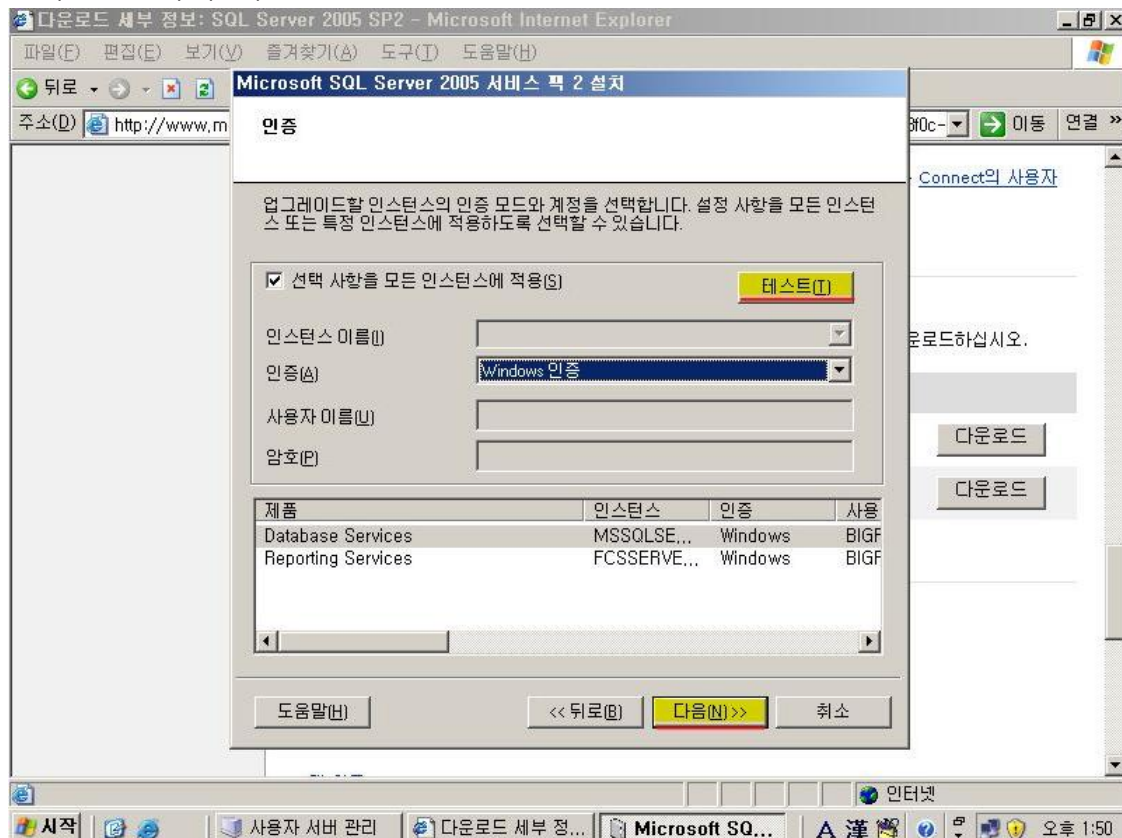 다운로드 세부 정보: SQL Server 2005 SP2 - Microsoft Internet Explorer
파일(F) 편집(E) 보기(V) 즐겨찾기(A) 도구(T) 도움말(H)
뒤로
주소(D) http://www.m
이동 연결 »
Microsoft SQL Server 2005 서비스 팩 2 설치
인증
Connect의 사용자
업그레이드할 인스턴스의 인증 모드와 계정을 선택합니다. 설정 사항을 모든 인스턴
스 또는 특정 인스턴스에 적용하도록 선택할 수 있습니다.
선택 사항을 모든 인스턴스에 적용(S) 테스트(T)
인스턴스 이름(I)
운로드하십시오.
인증(A) Windows 인증
사용자 이름(U)
다운로드
암호(P)
다운로드
제품 인스턴스 인증 사용
Database Services MSSQLSE... Windows BIGF
Reporting Services FCSSERVE... Windows BIGF
도움말(H) << 뒤로(B) 다음(N) >> 취소
인터넷
시작 사용자 서버 관리 다운로드 세부 정... Microsoft SQ... A 漢 오후 1:50